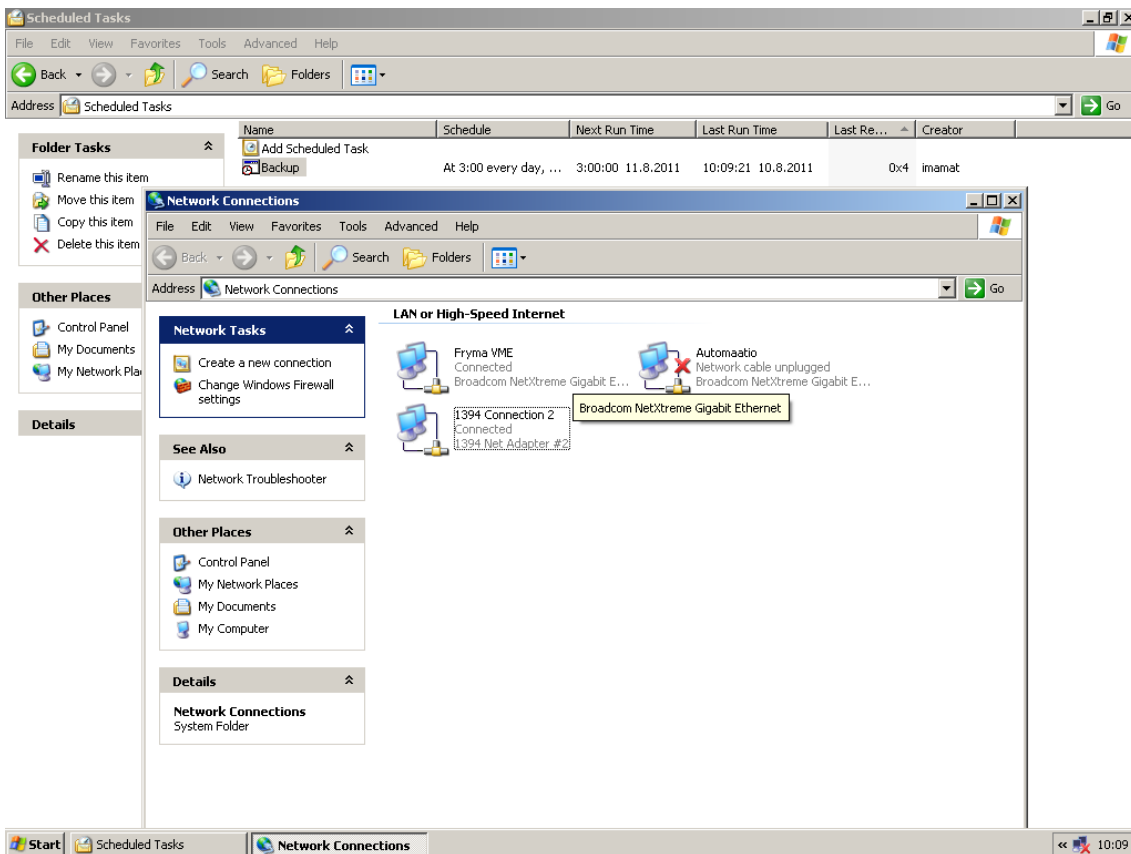 Scheduled Tasks
File Edit View Favorites Tools Advanced Help
Back Search Folders
Address Scheduled Tasks Go
Name Schedule Next Run Time Last Run Time Last Re... Creator
Add Scheduled Task
Backup At 3:00 every day, ... 3:00:00 11.8.2011 10:09:21 10.8.2011 0x4 imamat
Folder Tasks
Rename this item
Move this item
Copy this item
Delete this item
Other Places
Control Panel
My Documents
My Network Pla
Details
Network Connections
File Edit View Favorites Tools Advanced Help
Back Search Folders
Address Network Connections Go
Network Tasks
Create a new connection
Change Windows Firewall
settings
See Also
Network Troubleshooter
Other Places
Control Panel
My Network Places
My Documents
My Computer
Details
Network Connections
System Folder
LAN or High-Speed Internet
Fryma VME
Connected
Broadcom NetXtreme Gigabit E...
Automaatio
Network cable unplugged
Broadcom NetXtreme Gigabit E...
1394 Connection 2
Connected
1394 Net Adapter #2
Broadcom NetXtreme Gigabit Ethernet
Start Scheduled Tasks Network Connections « 10:09